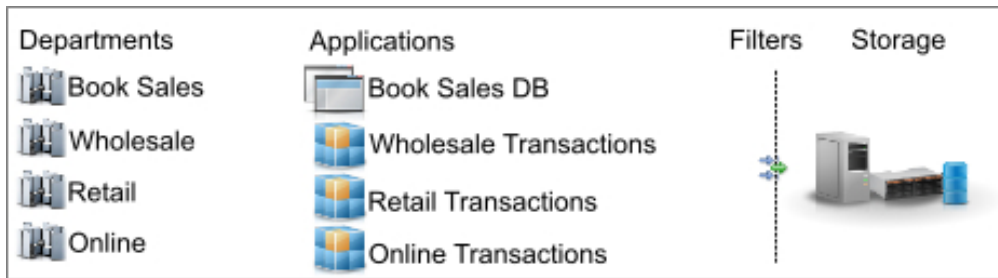 Departments Applications Filters Storage
Book Sales Book Sales DB
Wholesale Wholesale Transactions
Retail Retail Transactions
Online Online Transactions